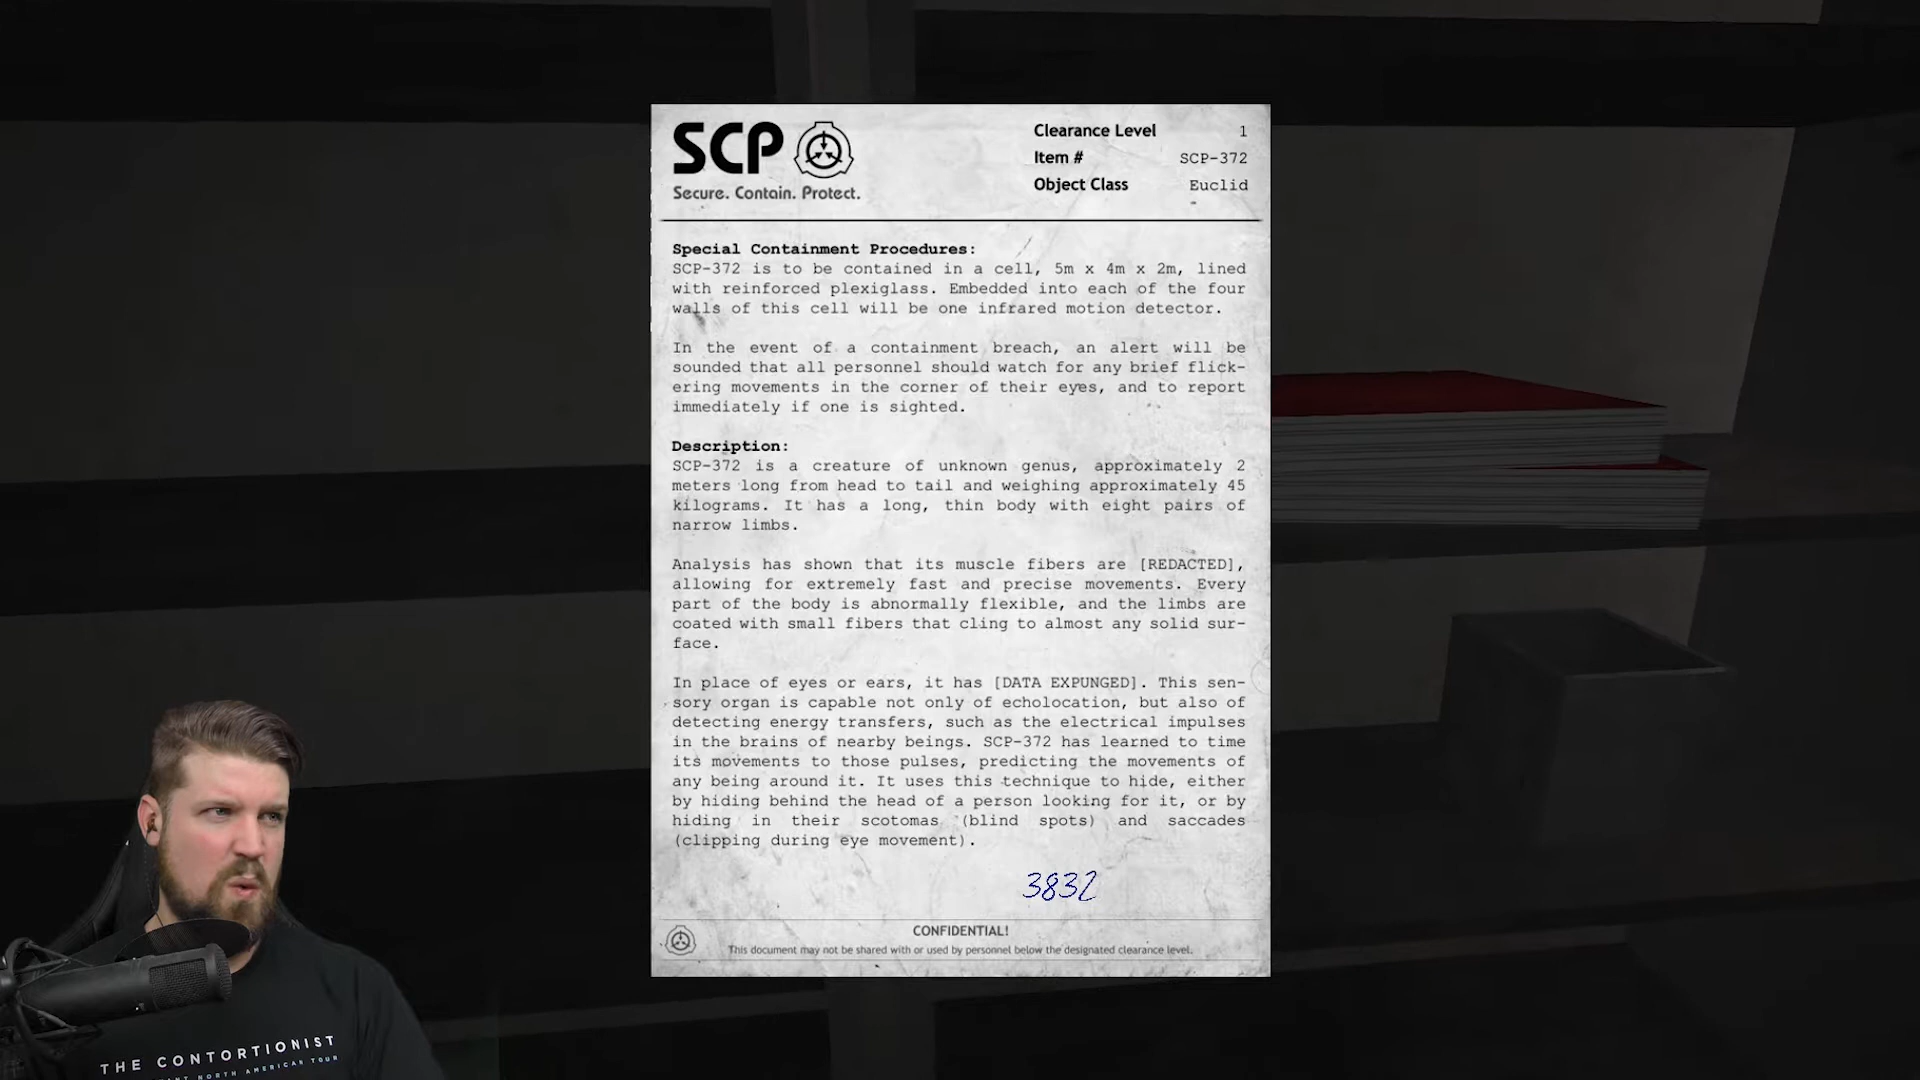 SCP
Secure. Contain. Protect.
Clearance Level 1
Item # SCP-372
Object Class Euclid
Special Containment Procedures:
SCP-372 is to be contained in a cell, 5m x 4m x 2m, lined
with reinforced plexiglass. Embedded into each of the four
walls of this cell will be one infrared motion detector.
In the event of a containment breach, an alert will be
sounded that all personnel should watch for any brief flick-
ering movements in the corner of their eyes, and to report
immediately if one is sighted.
Description:
SCP-372 is a creature of unknown genus, approximately 2
meters long from head to tail and weighing approximately 45
kilograms. It has a long, thin body with eight pairs of
narrow limbs.
Analysis has shown that its muscle fibers are [REDACTED],
allowing for extremely fast and precise movements. Every
part of the body is abnormally flexible, and the limbs are
coated with small fibers that cling to almost any solid sur-
face.
In place of eyes or ears, it has [DATA EXPUNGED]. This sen-
sory organ is capable not only of echolocation, but also of
detecting energy transfers, such as the electrical impulses
in the brains of nearby beings. SCP-372 has learned to time
its movements to those pulses, predicting the movements of
any being around it. It uses this technique to hide, either
by hiding behind the head of a person looking for it, or by
hiding in their scotomas (blind spots) and saccades
(clipping during eye movement).
3832
CONFIDENTIAL!
This document may not be shared with or used by personnel below the designated clearance level.
THE CONTORTIONIST
NORTH AMERICAN TOUR